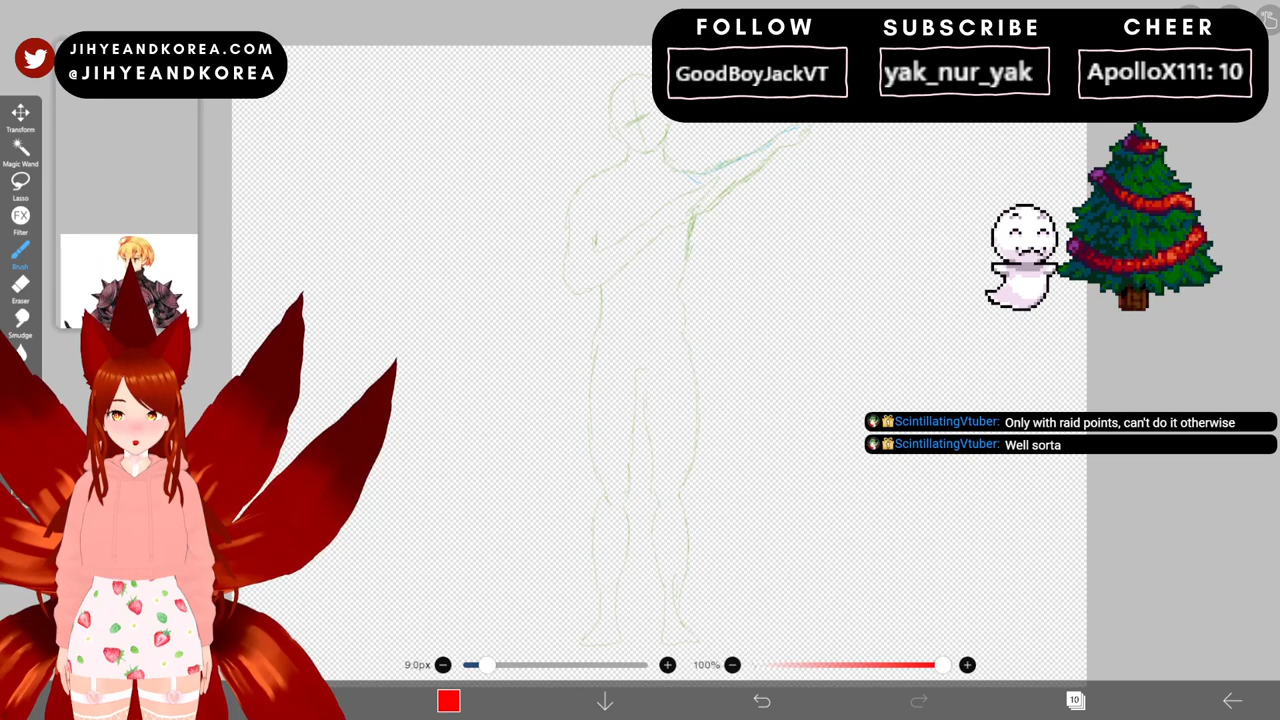 JIHYEANDKOREA.COM
@JIHYEANDKOREA
FOLLOW
GoodBoyJackVT
SUBSCRIBE
yak_nur_yak
CHEER
ApolloX111: 10
Transform
Magic Wand
Lasso
FX
Filter
Brush
Eraser
Smudge
ScintillatingVtuber: Only with raid points, can't do it otherwise
ScintillatingVtuber: Well sorta
9.0px
100%
10